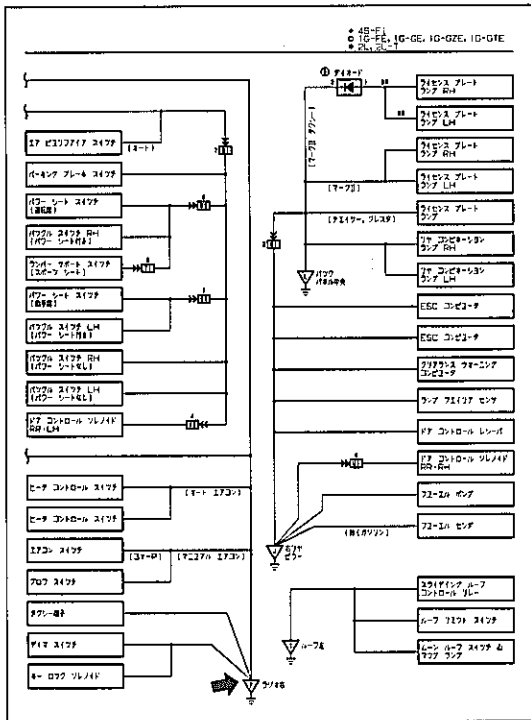 * 4S-Fi
○ 1G-FE, 1G-GE, 1G-GZE, 1G-GTE
* 2L, 2L-T
エア ピュリファイア スイッチ
(オート)
パーキング ブレーキ スイッチ
パワー シート スイッチ
(運転席)
バックル スイッチ RH
(パワー シート付き)
ランバー サポート スイッチ
(スポーツ シート)
パワー シート スイッチ
(助手席)
バックル スイッチ LH
(パワー シート付き)
バックル スイッチ RH
(パワー シートなし)
バックル スイッチ LH
(パワー シートなし)
ドア コントロール ソレノイド
RR・LH
ヒータ コントロール スイッチ
(オート エアコン)
ヒータ コントロール スイッチ
エアコン スイッチ
(マニュアル エアコン)
ブロワ スイッチ
タクシー端子
ディマ スイッチ
キー ロック ソレノイド
ラジオ右
① ダイオード
(マークⅡ タクシー)
ライセンス プレート
ランプ RH
ライセンス プレート
ランプ LH
ライセンス プレート
ランプ RH
(マークⅡ)
ライセンス プレート
ランプ LH
(チェイサー, クレスタ)
ライセンス プレート
ランプ
リヤ コンビネーション
ランプ RH
リヤ コンビネーション
ランプ LH
バック
パネル中央
ESC コンピュータ
ESC コンピュータ
クリアランス ウォーニング
コンピュータ
ランプ フェイリア センサ
ドア コントロール レシーバ
ドア コントロール ソレノイド
RR・RH
フューエル ポンプ
フューエル センダ
(除くガソリン)
右リヤ
ピラー
スライディング ルーフ
コントロール リレー
ルーフ リミット スイッチ
ムーン ルーフ スイッチ &
マップ ランプ
ルーフ左